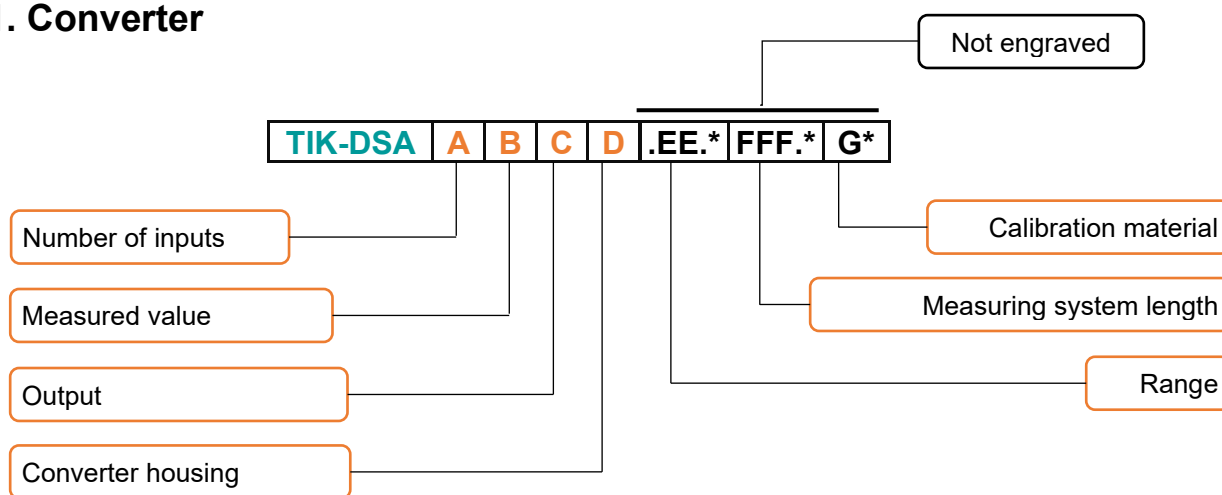 . Converter
Not engraved
TIK-DSA A B C D .EE.* FFF.* G*
Number of inputs
Calibration material
Measured value
Measuring system length
Output
Range
Converter housing